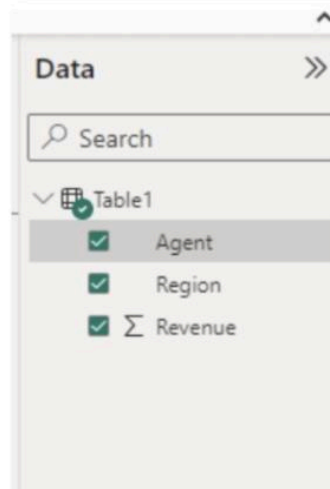 Data
Search
Table1
Agent
Region
Σ Revenue